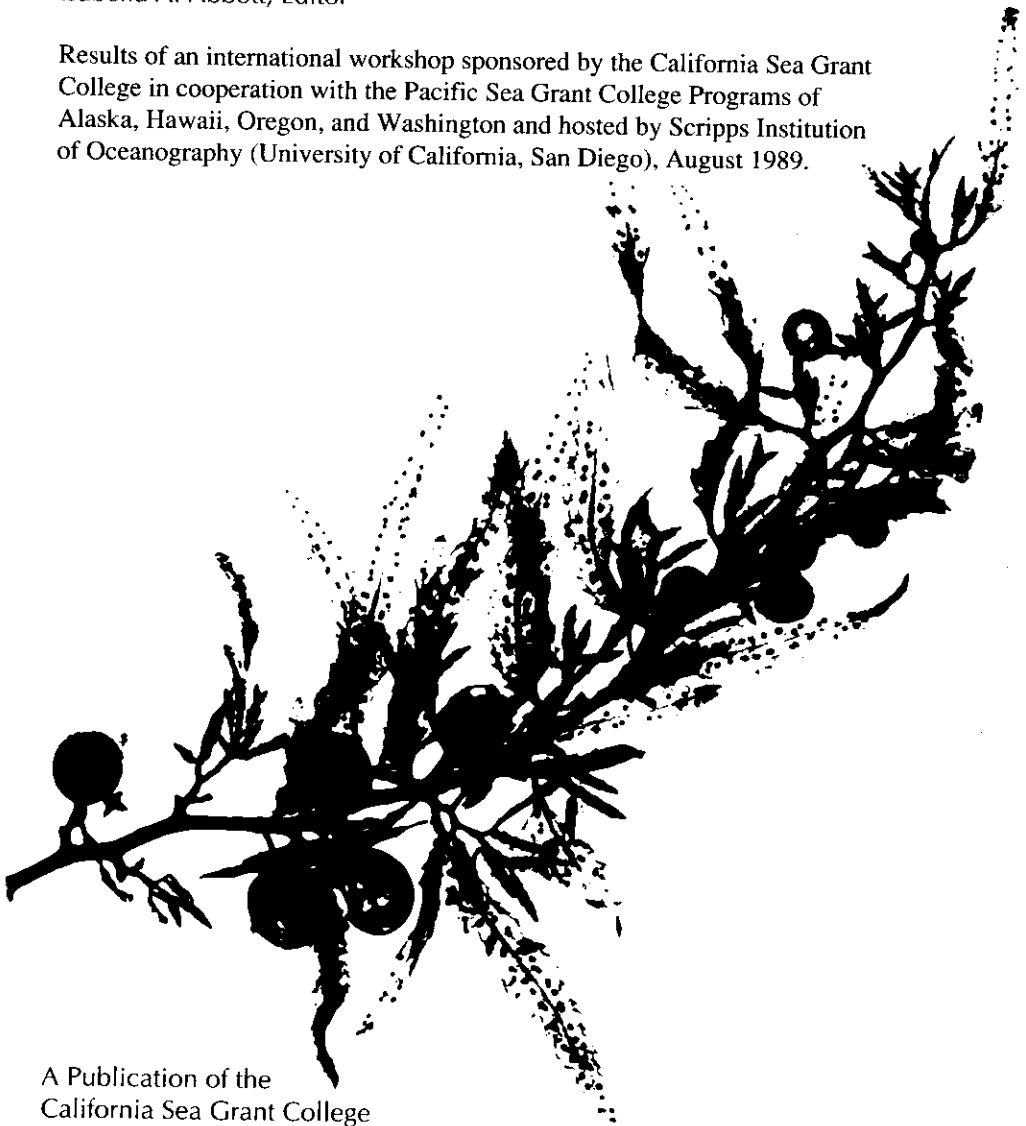 Results of an international workshop sponsored by the California Sea Grant
College in cooperation with the Pacific Sea Grant College Programs of
Alaska, Hawaii, Oregon, and Washington and hosted by Scripps Institution
of Oceanography (University of California, San Diego), August 1989.
A Publication of the
California Sea Grant College